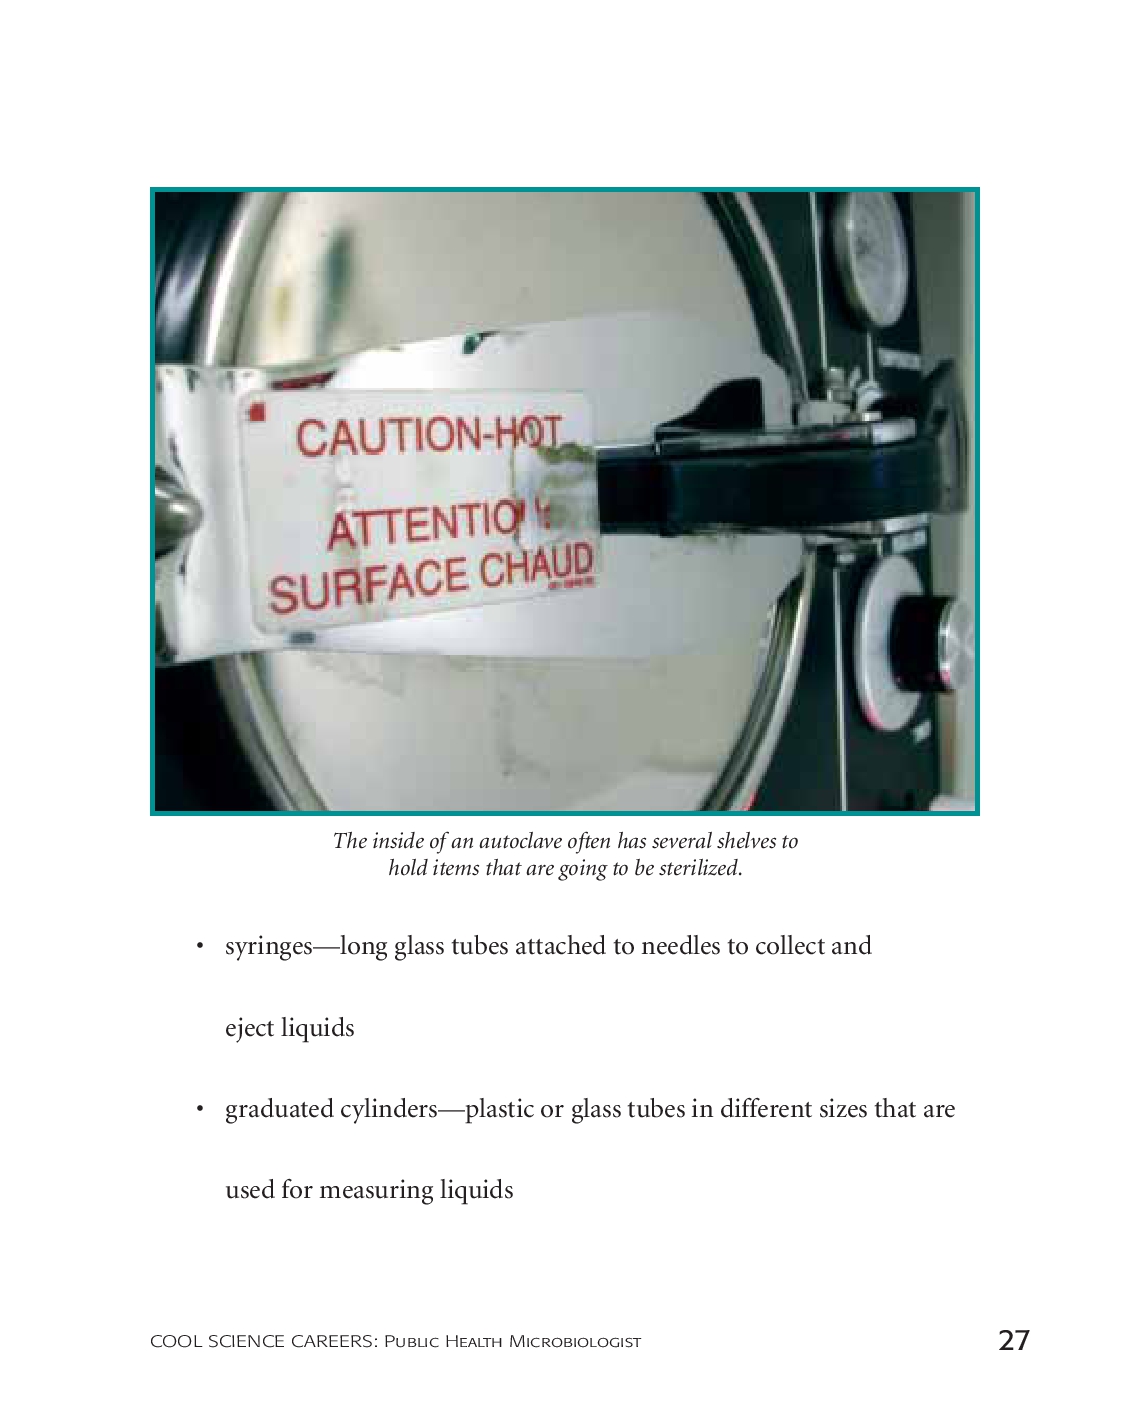 CAUTION-HOT
ATTENTIO
SURFACE CHAUD
The inside of an autoclave often has several shelves to
hold items that are going to be sterilized.
• syringes—long glass tubes attached to needles to collect and
eject liquids
• graduated cylinders—plastic or glass tubes in different sizes that are
used for measuring liquids
COOL SCIENCE CAREERS: Public Health Microbiologist 27